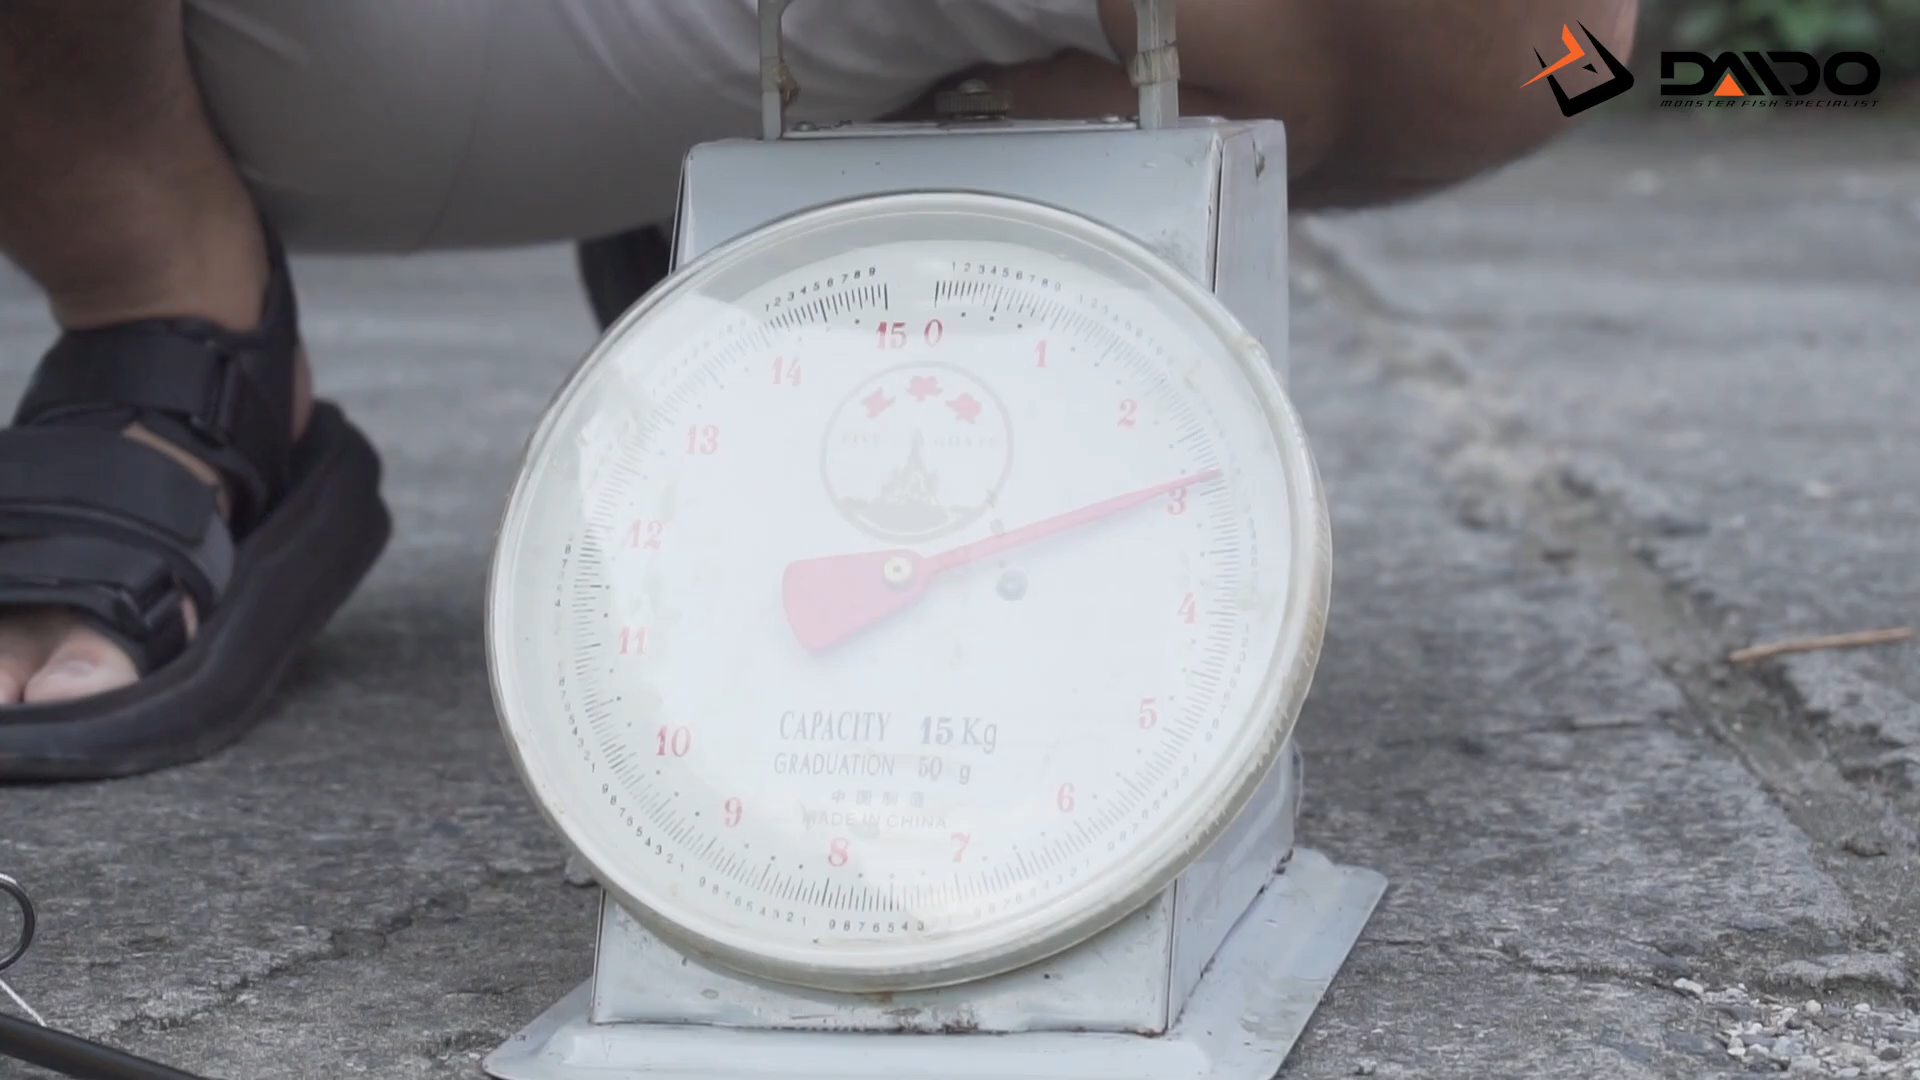 DAIDO
MONSTER FISH SPECIALIST
15 0
1
2
3
4
5
6
7
8
9
10
11
12
13
14
CAPACITY 15 Kg
GRADUATION 50 g
中国制造
MADE IN CHINA